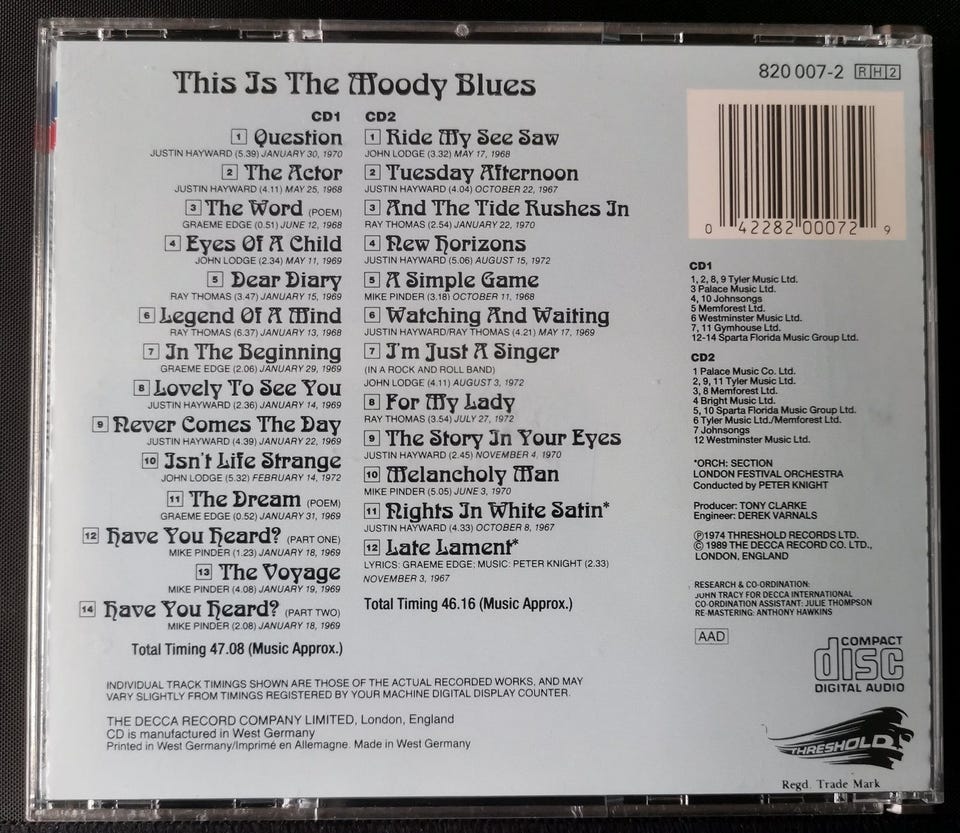 This Is The Moody Blues
820 007-2 RH2
CD1
1 Question
JUSTIN HAYWARD (5.39) JANUARY 30, 1970
2 The Actor
JUSTIN HAYWARD (4.11) MAY 25, 1968
3 The Word (POEM)
GRAEME EDGE (0.51) JUNE 12, 1968
4 Eyes Of A Child
JOHN LODGE (2.34) MAY 11, 1969
5 Dear Diary
RAY THOMAS (3.47) JANUARY 15, 1969
6 Legend Of A Mind
RAY THOMAS (6.37) JANUARY 13, 1968
7 In The Beginning
GRAEME EDGE (2.06) JANUARY 29, 1969
8 Lovely To See You
JUSTIN HAYWARD (2.36) JANUARY 14, 1969
9 Never Comes The Day
JUSTIN HAYWARD (4.39) JANUARY 22, 1969
10 Isn't Life Strange
JOHN LODGE (5.32) FEBRUARY 14, 1972
11 The Dream (POEM)
GRAEME EDGE (0.52) JANUARY 31, 1969
12 Have You Heard? (PART ONE)
MIKE PINDER (1.23) JANUARY 18, 1969
13 The Voyage
MIKE PINDER (4.08) JANUARY 19, 1969
14 Have You Heard? (PART TWO)
MIKE PINDER (2.08) JANUARY 18, 1969
Total Timing 47.08 (Music Approx.)
CD2
1 Ride My See Saw
JOHN LODGE (3.32) MAY 17, 1968
2 Tuesday Afternoon
JUSTIN HAYWARD (4.04) OCTOBER 22, 1967
3 And The Tide Rushes In
RAY THOMAS (2.54) JANUARY 22, 1970
4 New Horizons
JUSTIN HAYWARD (5.06) AUGUST 15, 1972
5 A Simple Game
MIKE PINDER (3.18) OCTOBER 11, 1968
6 Watching And Waiting
JUSTIN HAYWARD/RAY THOMAS (4.21) MAY 17, 1969
7 I'm Just A Singer
(IN A ROCK AND ROLL BAND)
JOHN LODGE (4.11) AUGUST 3, 1972
8 For My Lady
RAY THOMAS (3.54) JULY 27, 1972
9 The Story In Your Eyes
JUSTIN HAYWARD (2.45) NOVEMBER 4, 1970
10 Melancholy Man
MIKE PINDER (5.05) JUNE 3, 1970
11 Nights In White Satin*
JUSTIN HAYWARD (4.33) OCTOBER 8, 1967
12 Late Lament*
LYRICS: GRAEME EDGE; MUSIC: PETER KNIGHT (2.33)
NOVEMBER 3, 1967
Total Timing 46.16 (Music Approx.)
0 42282 00072 9
CD1
1, 2, 8, 9 Tyler Music Ltd.
3 Palace Music Ltd.
4, 10 Johnsongs
5 Memforest Ltd.
6 Westminster Music Ltd.
7, 11 Gymhouse Ltd.
12-14 Sparta Florida Music Group Ltd.
CD2
1 Palace Music Co. Ltd.
2, 9, 11 Tyler Music Ltd.
3, 8 Memforest Ltd.
4 Bright Music Ltd.
5, 10 Sparta Florida Music Group Ltd.
6 Tyler Music Ltd./Memforest Ltd.
7 Johnsongs
12 Westminster Music Ltd.
*ORCH: SECTION
LONDON FESTIVAL ORCHESTRA
Conducted by PETER KNIGHT
Producer: TONY CLARKE
Engineer: DEREK VARNALS
Ⓟ1974 THRESHOLD RECORDS LTD.
© 1989 THE DECCA RECORD CO. LTD.,
LONDON, ENGLAND
RESEARCH & CO-ORDINATION:
JOHN TRACY FOR DECCA INTERNATIONAL
CO-ORDINATION ASSISTANT: JULIE THOMPSON
RE-MASTERING: ANTHONY HAWKINS
AAD
COMPACT
disc
DIGITAL AUDIO
INDIVIDUAL TRACK TIMINGS SHOWN ARE THOSE OF THE ACTUAL RECORDED WORKS, AND MAY
VARY SLIGHTLY FROM TIMINGS REGISTERED BY YOUR MACHINE DIGITAL DISPLAY COUNTER.
THE DECCA RECORD COMPANY LIMITED, London, England
CD is manufactured in West Germany
Printed in West Germany/Imprimé en Allemagne. Made in West Germany
THRESHOLD
Regd. Trade Mark